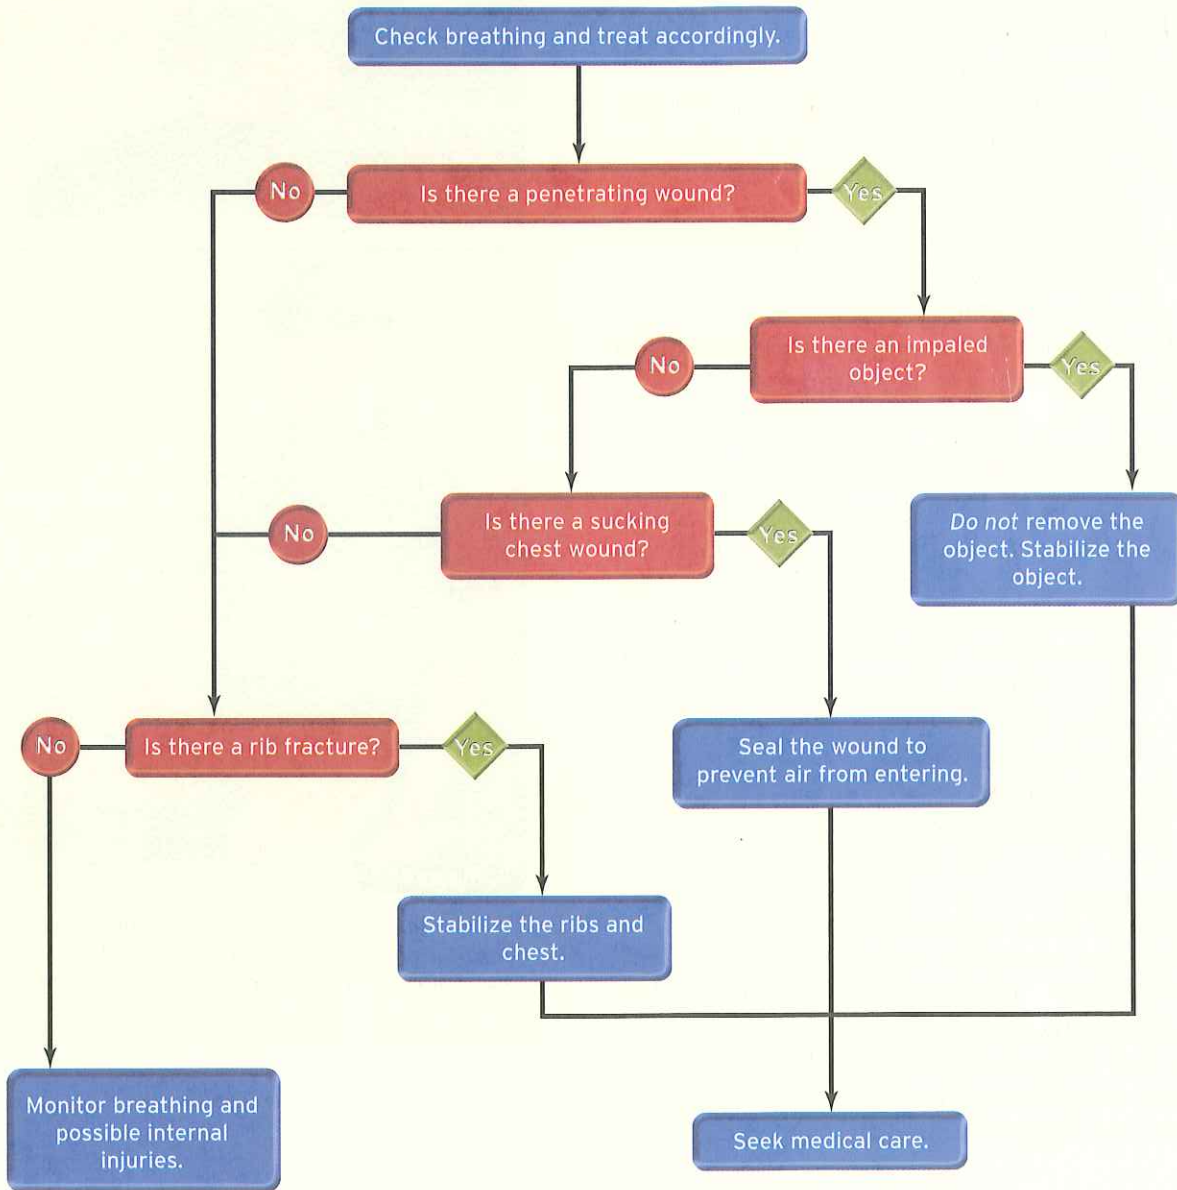 Check breathing and treat accordingly.
No
Is there a penetrating wound?
Yes
Is there an impaled
object?
No
Yes
Is there a sucking
chest wound?
No
Yes
Do not remove the
object. Stabilize the
object.
No
Is there a rib fracture?
Yes
Seal the wound to
prevent air from entering.
Stabilize the ribs and
chest.
Monitor breathing and
possible internal
injuries.
Seek medical care.